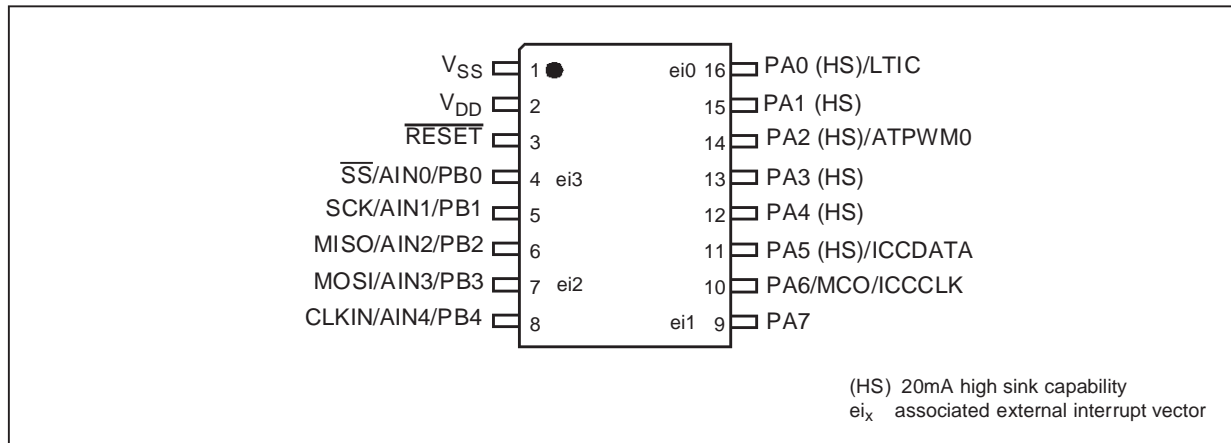 V_SS 1 ei0 16 PA0 (HS)/LTIC
V_DD 2 15 PA1 (HS)
RESET 3 14 PA2 (HS)/ATPWM0
SS/AIN0/PB0 4 ei3 13 PA3 (HS)
SCK/AIN1/PB1 5 12 PA4 (HS)
MISO/AIN2/PB2 6 11 PA5 (HS)/ICCDATA
MOSI/AIN3/PB3 7 ei2 10 PA6/MCO/ICCCLK
CLKIN/AIN4/PB4 8 ei1 9 PA7
(HS) 20mA high sink capability
ei_x associated external interrupt vector